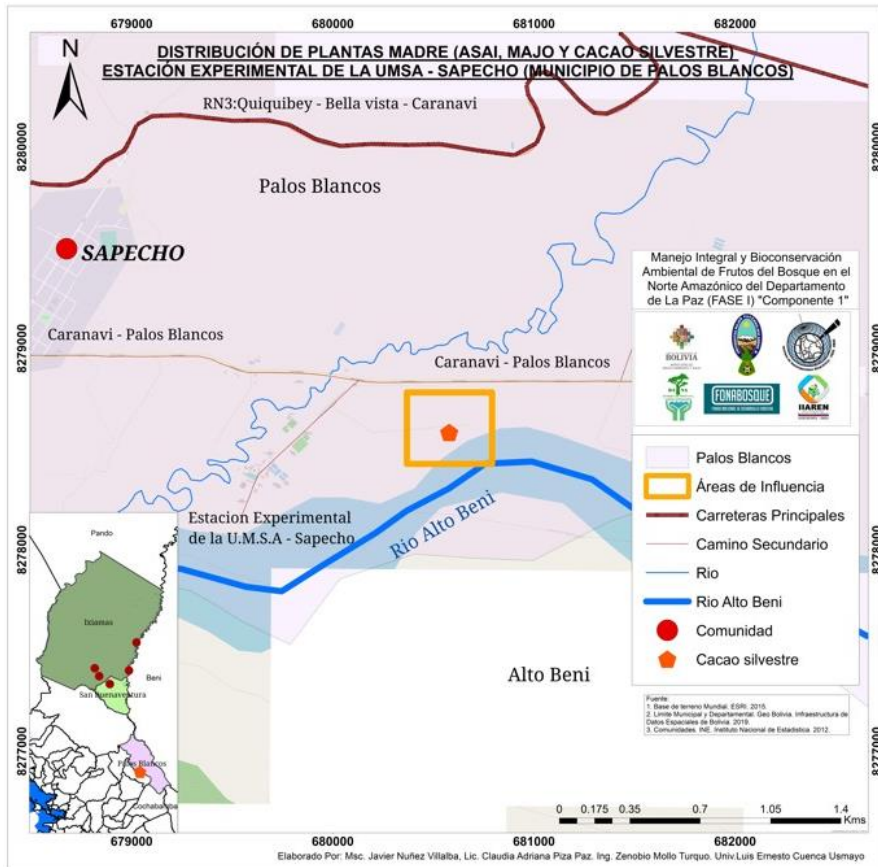 679000
680000
681000
682000
N
DISTRIBUCIÓN DE PLANTAS MADRE (ASAI, MAJO Y CACAO SILVESTRE)
ESTACIÓN EXPERIMENTAL DE LA UMSA - SAPECHO (MUNICIPIO DE PALOS BLANCOS)
RN3:Quiquibey - Bella vista - Caranavi
8280000
8280000
Palos Blancos
SAPECHO
Manejo Integral y Bioconservación
Ambiental de Frutos del Bosque en el
Norte Amazónico del Departamento
de La Paz (FASE I) "Componente 1"
BOLIVIA
FONABOSQUE
IIAREN
8279000
8279000
Caranavi - Palos Blancos
Caranavi - Palos Blancos
Estacion Experimental
de la U.M.S.A - Sapecho
Rio Alto Beni
8278000
8278000
Palos Blancos
Áreas de Influencia
Carreteras Principales
Camino Secundario
Rio
Rio Alto Beni
Comunidad
Cacao silvestre
Pando
Ixiamas
Beni
San Buenaventura
Palos Blancos
Cochabamba
Alto Beni
Fuente:
1. Base de terreno Mundial. ESRI. 2015.
2. Limite Municipal y Departamental. Geo Bolivia. Infraestructura de
Datos Espaciales de Bolivia. 2019.
3. Comunidades. INE. Instituto Nacional de Estadistica. 2012.
8277000
8277000
0 0.175 0.35 0.7 1.05 1.4
Kms
679000
680000
681000
682000
Elaborado Por: Msc. Javier Nuñez Villalba, Lic. Claudia Adriana Piza Paz. Ing. Zenobio Mollo Turquo. Univ.Luis Ernesto Cuenca Usmayo